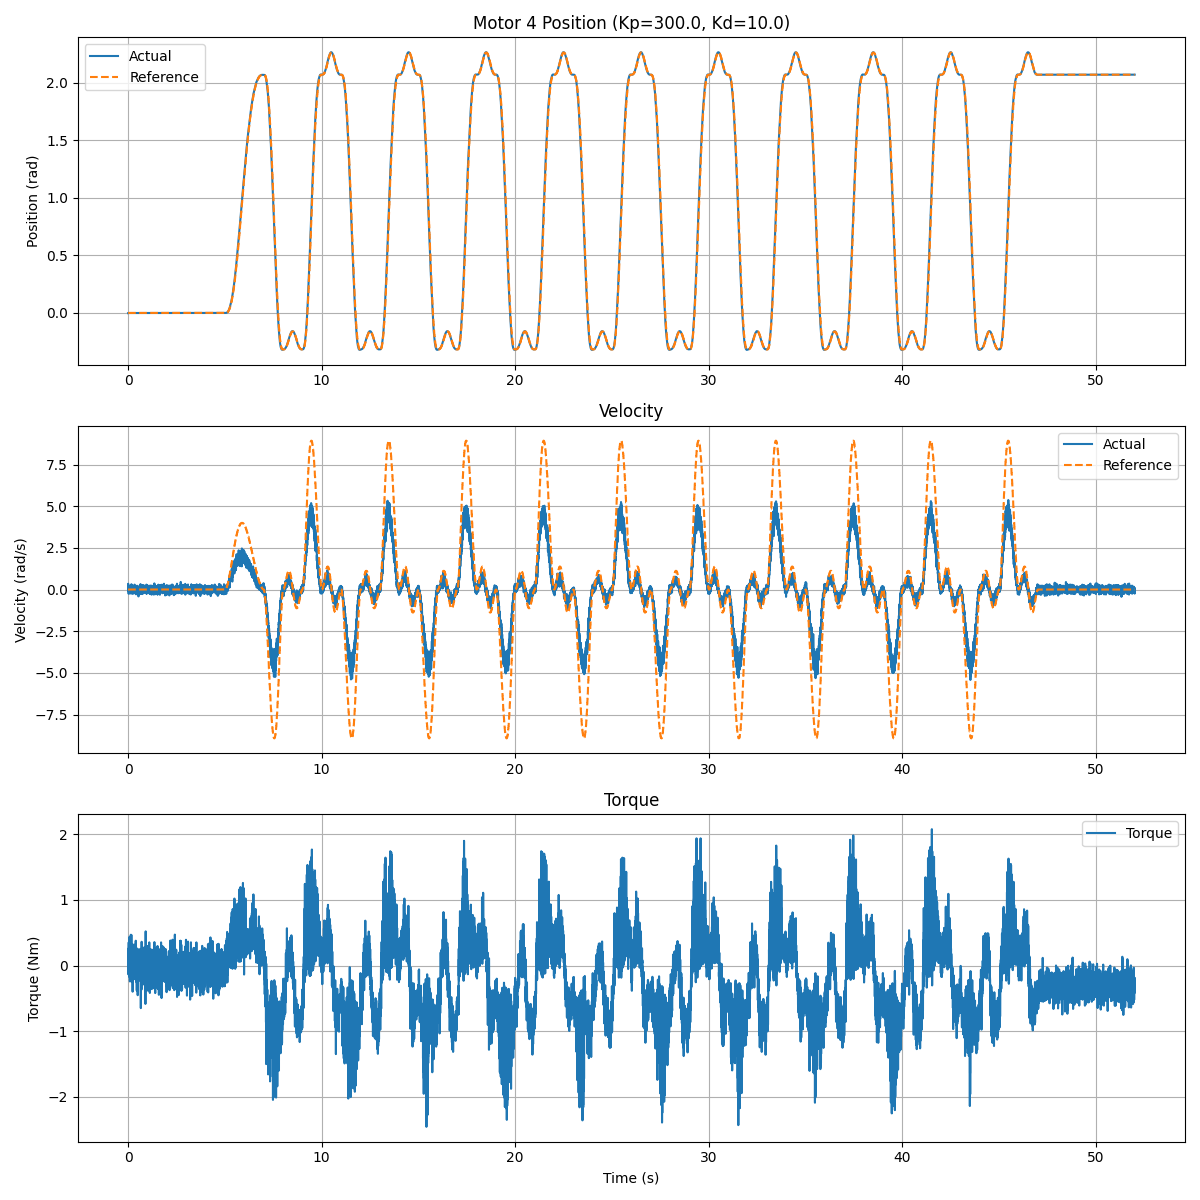 Motor 4 Position (Kp=300.0, Kd=10.0)
Actual
Reference
Position (rad)
2.0
1.5
1.0
0.5
0.0
0 10 20 30 40 50
Velocity
Actual
Reference
Velocity (rad/s)
7.5
5.0
2.5
0.0
−2.5
−5.0
−7.5
0 10 20 30 40 50
Torque
Torque
Torque (Nm)
2
1
0
−1
−2
0 10 20 30 40 50
Time (s)